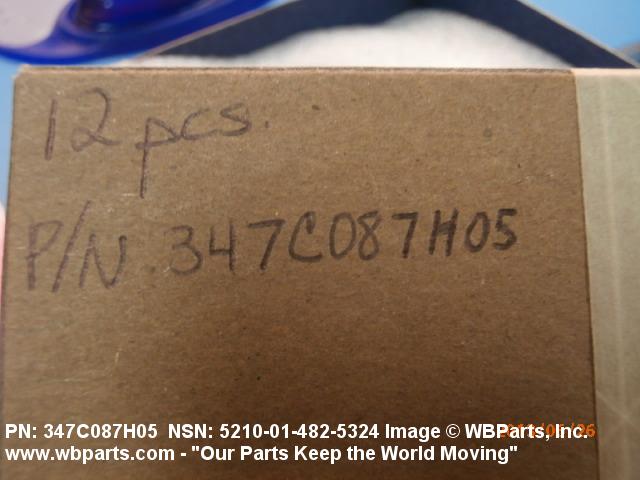 12 pcs.
P/N 347C087H05
PN: 347C087H05 NSN: 5210-01-482-5324 Image © WBParts, Inc.
www.wbparts.com - "Our Parts Keep the World Moving"